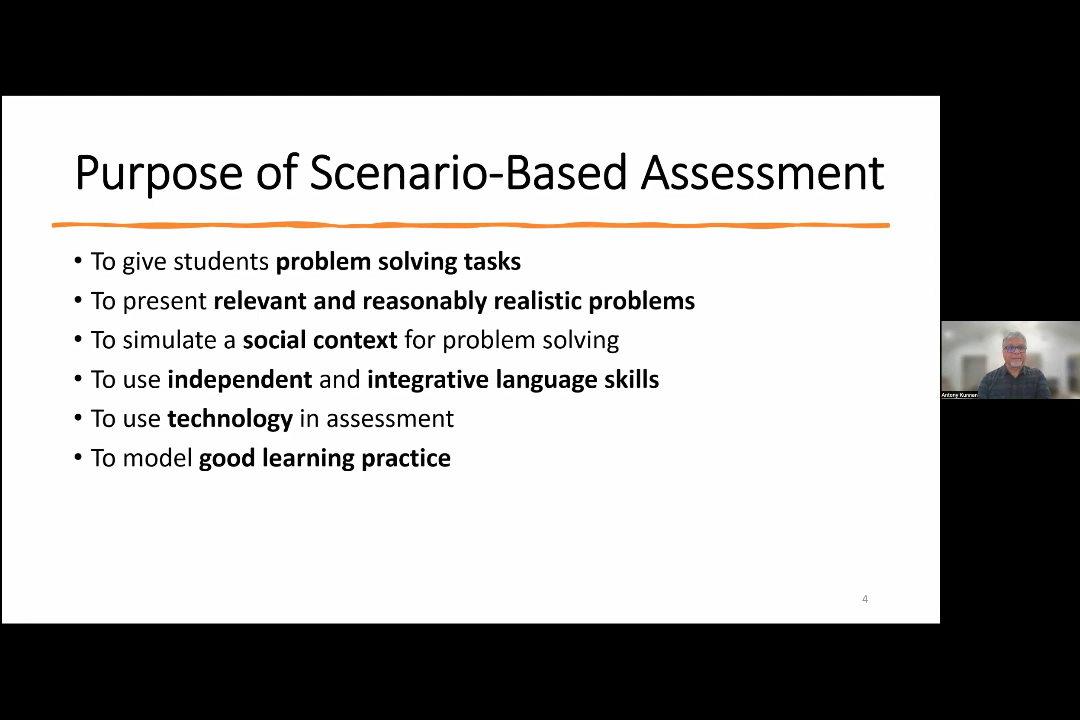 Purpose of Scenario-Based Assessment
• To give students problem solving tasks
• To present relevant and reasonably realistic problems
• To simulate a social context for problem solving
• To use independent and integrative language skills
• To use technology in assessment
• To model good learning practice
4
Antony Kunnan